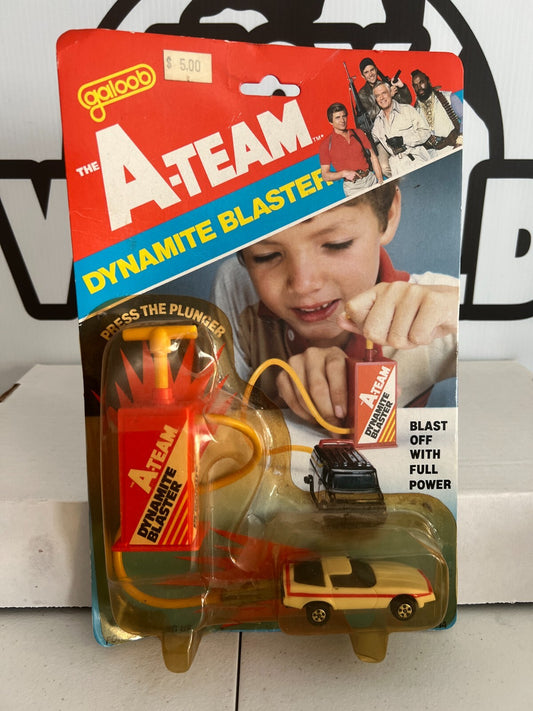 $ 5.00
galoob
THE A-TEAM™
DYNAMITE BLASTER
PRESS THE PLUNGER
A-TEAM
DYNAMITE
BLASTER
A-TEAM
DYNAMITE
BLASTER
BLAST
OFF
WITH
FULL
POWER